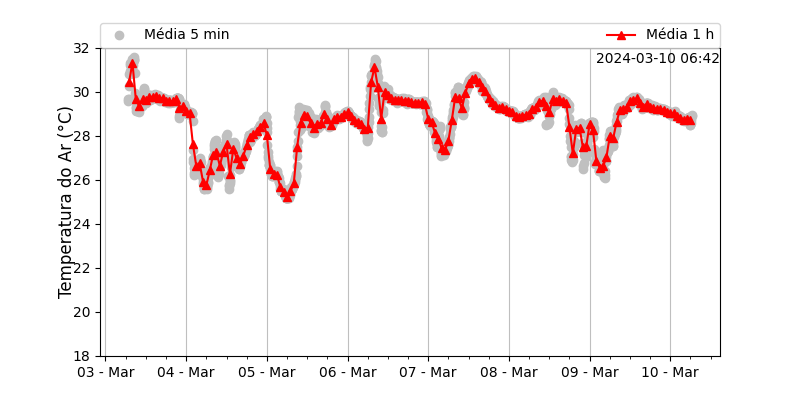 Média 5 min
Média 1 h
2024-03-10 06:42
Temperatura do Ar (°C)
32
30
28
26
24
22
20
18
03 - Mar
04 - Mar
05 - Mar
06 - Mar
07 - Mar
08 - Mar
09 - Mar
10 - Mar